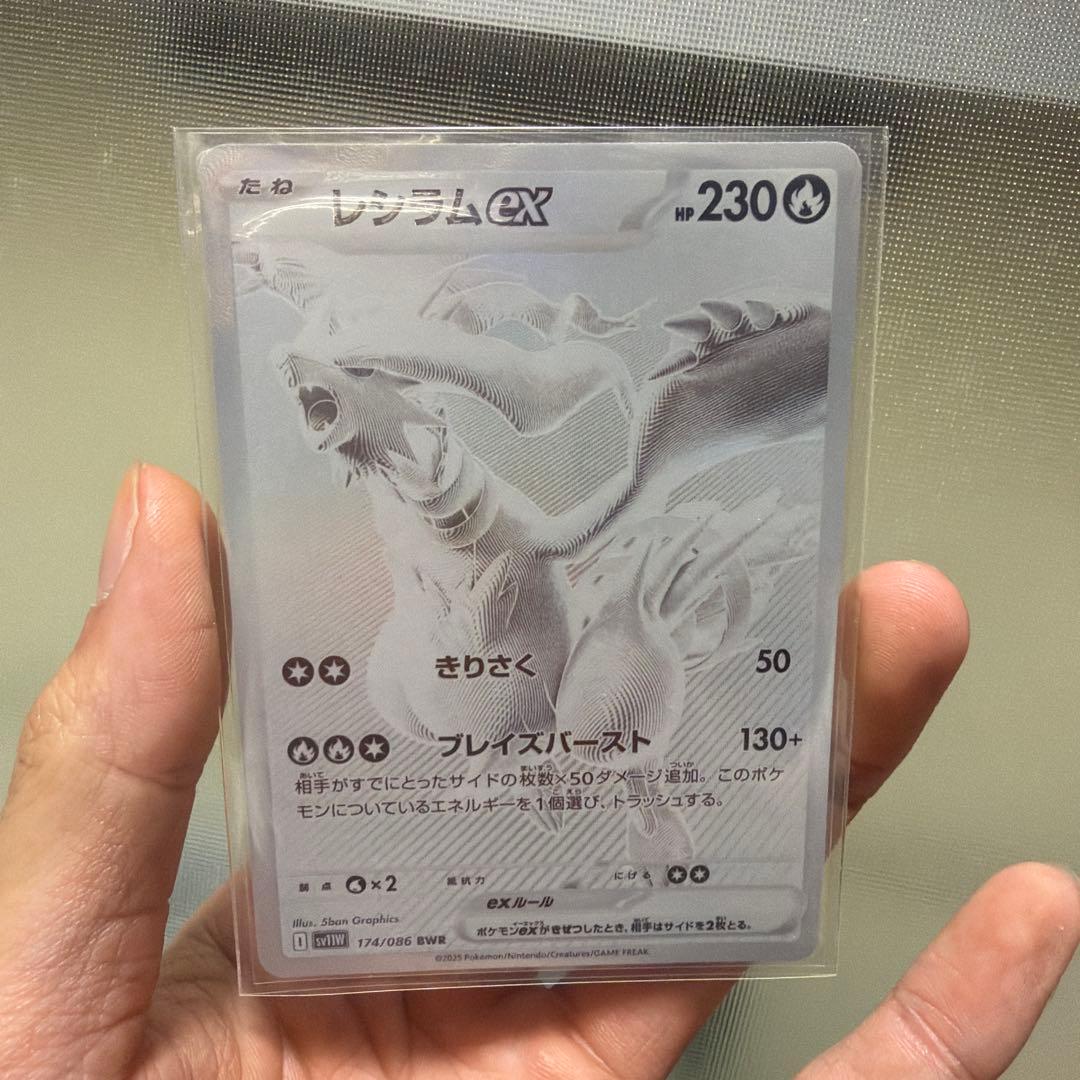 たね レシラムex HP230
きりさく 50
ブレイズバースト 130+
相手がすでにとったサイドの枚数×50ダメージ追加。このポケ
モンについているエネルギーを1個選び、トラッシュする。
弱点 ×2 抵抗力 にげる
exルール
ポケモンexがきぜつしたとき、相手はサイドを2枚とる。
Illus. 5ban Graphics
I sv11W 174/086 BWR
©2025 Pokémon/Nintendo/Creatures/GAME FREAK.